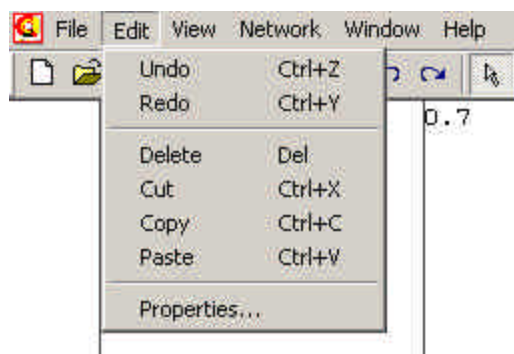 File Edit View Network Window Help
Undo Ctrl+Z
Redo Ctrl+Y
0.7
Delete Del
Cut Ctrl+X
Copy Ctrl+C
Paste Ctrl+V
Properties...